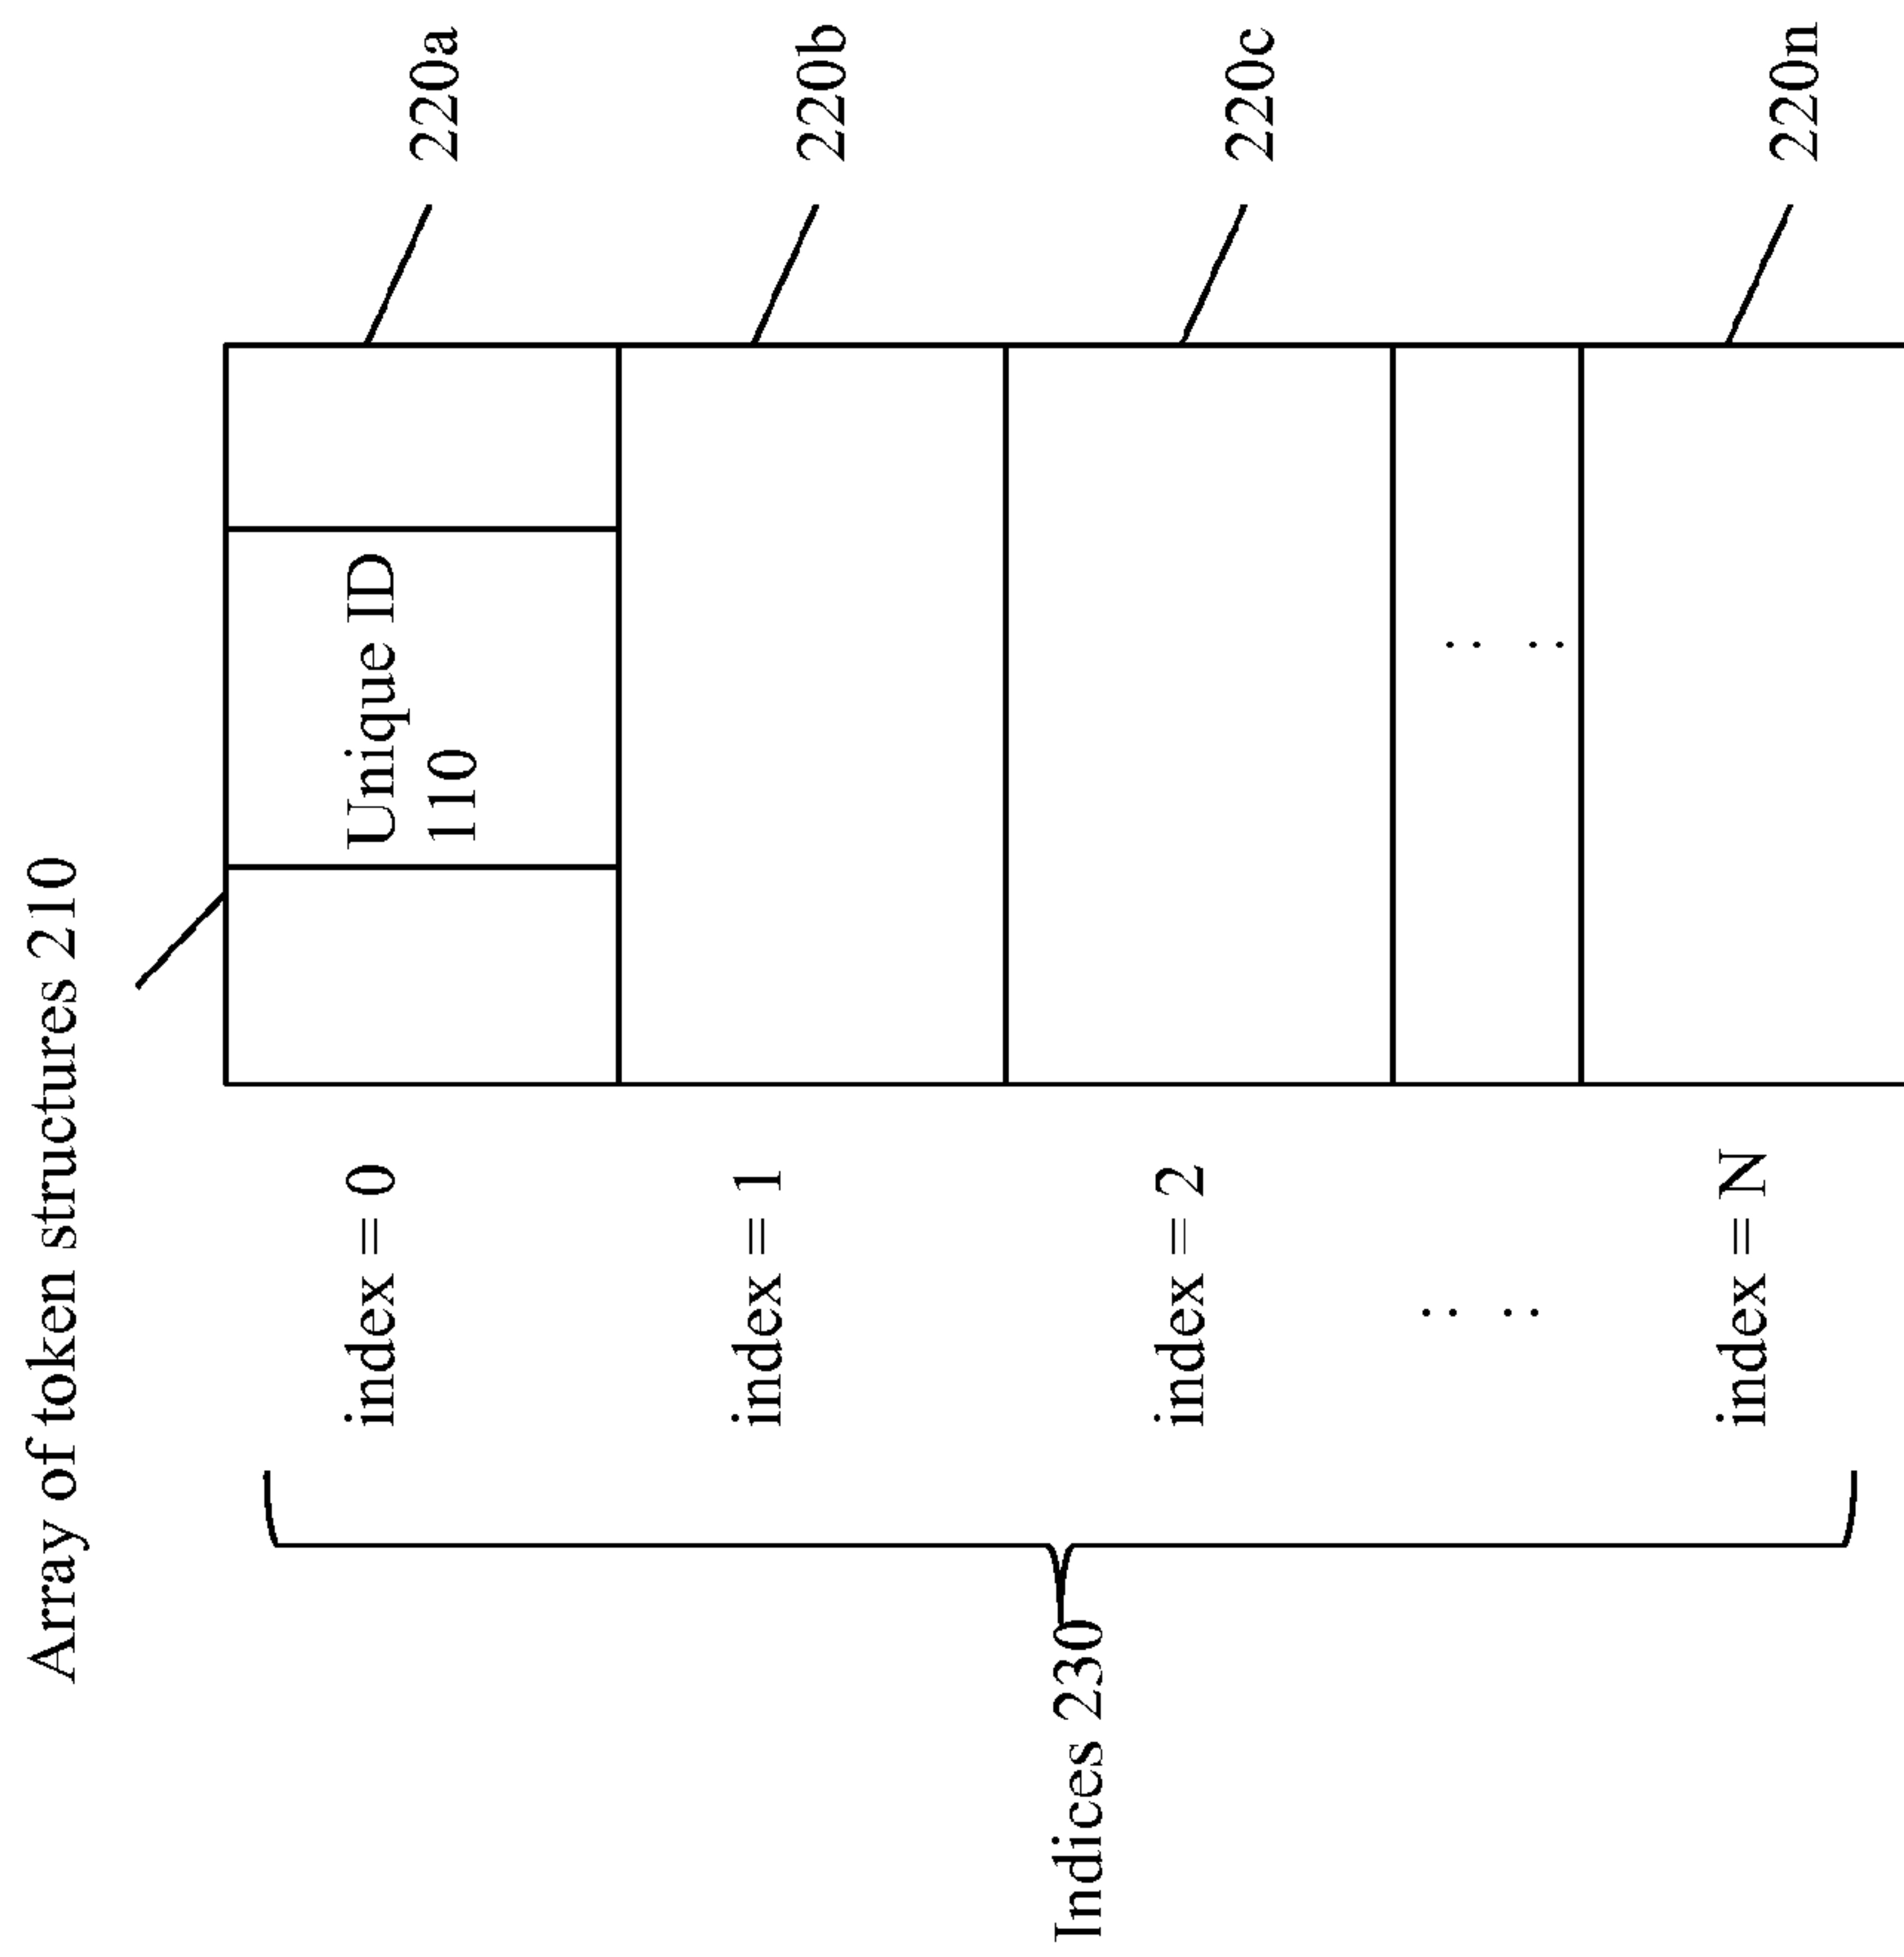 Array of token structures 210
index = 0
Unique ID
110
220a
index = 1
220b
index = 2
220c
Indices 230
index = N
220n